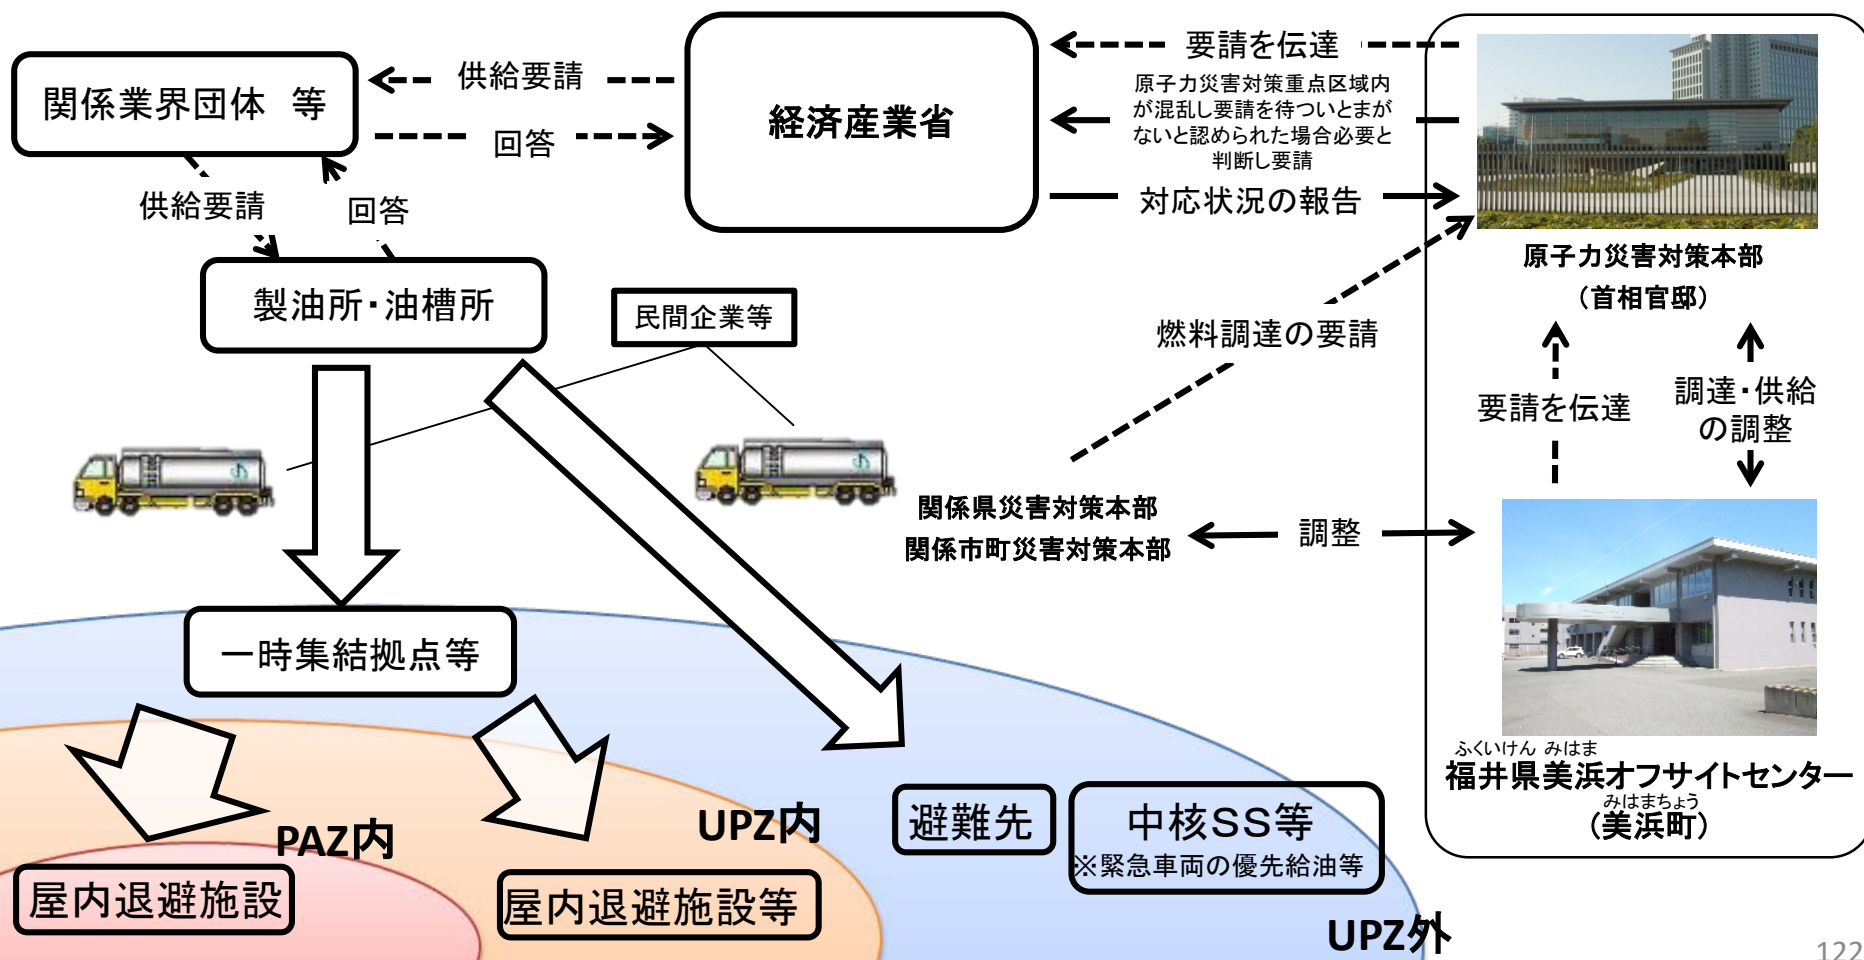 要請を伝達
関係業界団体　等
供給要請
回答
経済産業省
原子力災害対策重点区域内
が混乱し要請を待ついとまが
ないと認められた場合必要と
判断し要請
対応状況の報告
供給要請
回答
原子力災害対策本部
(首相官邸)
製油所・油槽所
民間企業等
燃料調達の要請
要請を伝達
調達・供給
の調整
関係県災害対策本部
関係市町災害対策本部
調整
一時集結拠点等
ふくいけん みはま
福井県美浜オフサイトセンター
みはまちょう
(美浜町)
PAZ内
UPZ内
避難先
中核SS等
※緊急車両の優先給油等
屋内退避施設
屋内退避施設等
UPZ外
122